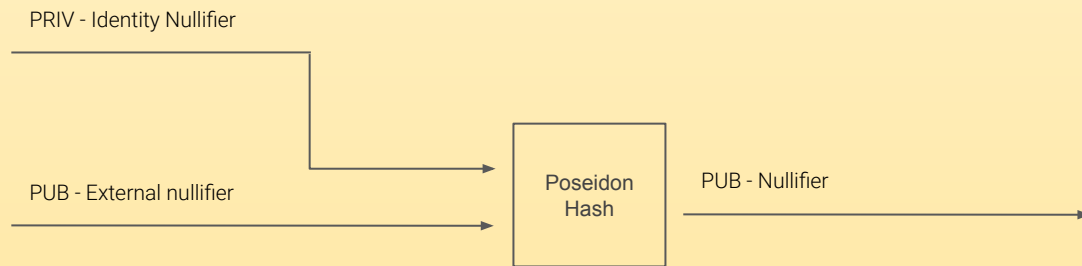 PRIV - Identity Nullifier
PUB - External nullifier
Poseidon
Hash
PUB - Nullifier